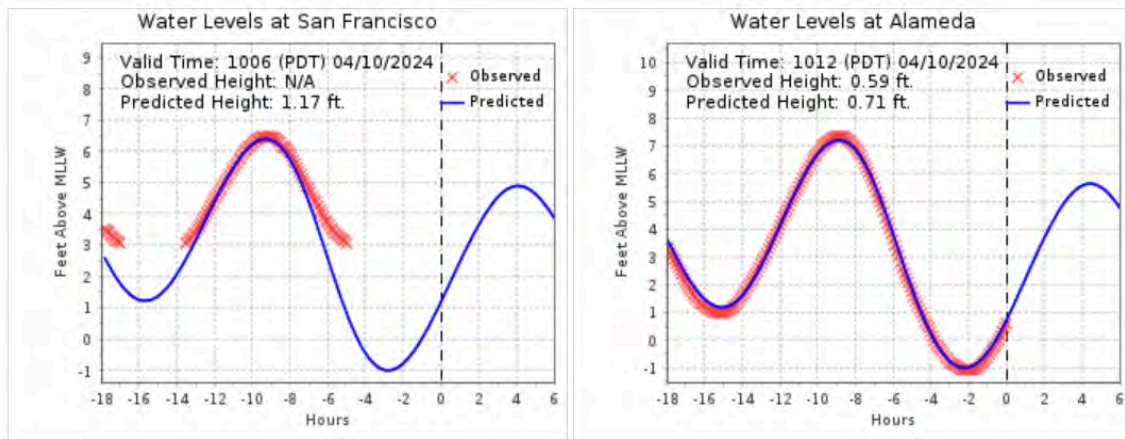 Water Levels at San Francisco
Valid Time: 1006 (PDT) 04/10/2024
Observed Height: N/A
Predicted Height: 1.17 ft.
Observed
Predicted
Feet Above MLLW
9
8
7
6
5
4
3
2
1
0
-1
-18 -16 -14 -12 -10 -8 -6 -4 -2 0 2 4 6
Hours
Water Levels at Alameda
Valid Time: 1012 (PDT) 04/10/2024
Observed Height: 0.59 ft.
Predicted Height: 0.71 ft.
Observed
Predicted
Feet Above MLLW
10
9
8
7
6
5
4
3
2
1
0
-1
-18 -16 -14 -12 -10 -8 -6 -4 -2 0 2 4 6
Hours